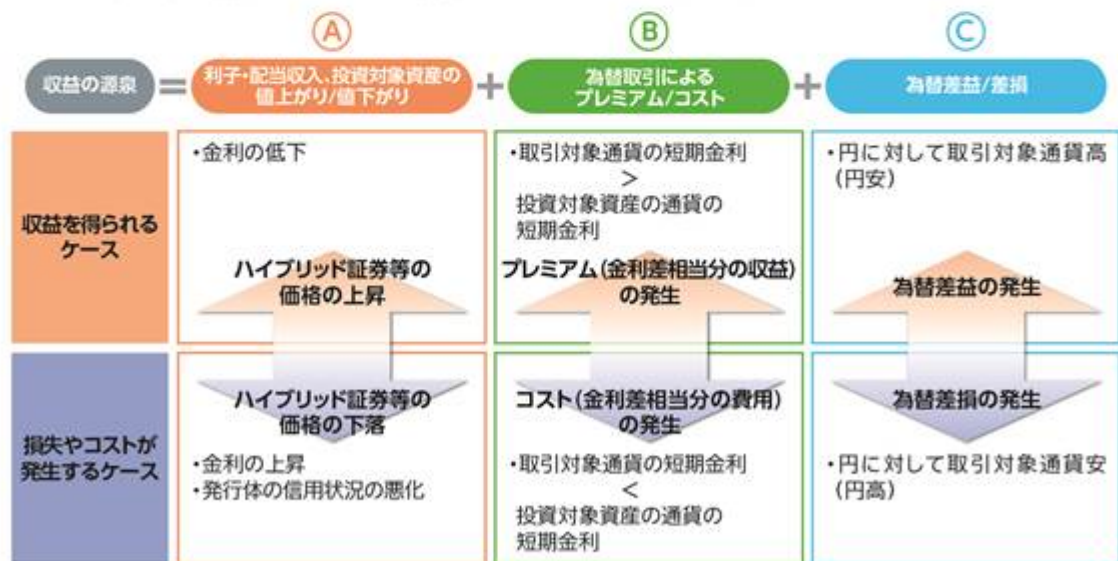 Ⓐ
Ⓑ
Ⓒ
収益の源泉
=
利子・配当収入、投資対象資産の
値上がり/値下がり
+
為替取引による
プレミアム/コスト
+
為替差益/差損
収益を得られる
ケース
・金利の低下
ハイブリッド証券等の
価格の上昇
・取引対象通貨の短期金利
>
投資対象資産の通貨の
短期金利
プレミアム(金利差相当分の収益)
の発生
・円に対して取引対象通貨高
(円安)
為替差益の発生
損失やコストが
発生するケース
ハイブリッド証券等の
価格の下落
・金利の上昇
・発行体の信用状況の悪化
コスト(金利差相当分の費用)
の発生
・取引対象通貨の短期金利
<
投資対象資産の通貨の
短期金利
為替差損の発生
・円に対して取引対象通貨安
(円高)